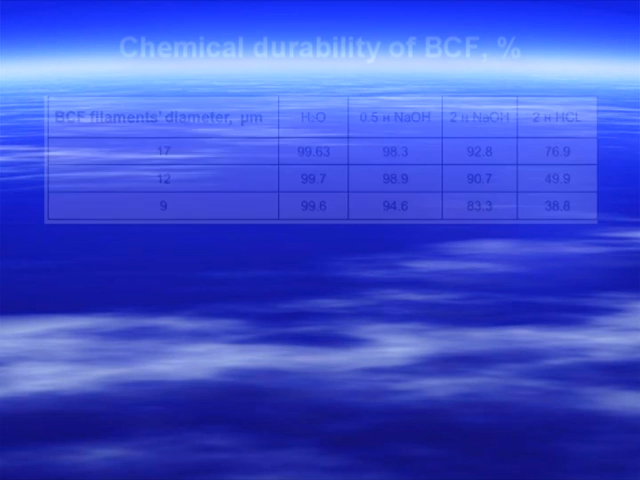 Chemical durability of BCF, %
BCF filaments' diameter, μm H2O 0.5 н NaOH 2 н NaOH 2 н HCL
17 99.63 98.3 92.8 76.9
12 99.7 98.9 90.7 49.9
9 99.6 94.6 83.3 38.8